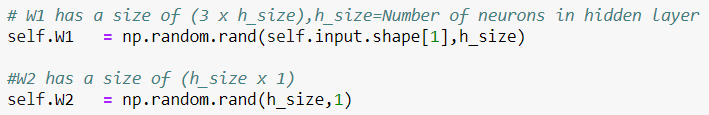 # W1 has a size of (3 x h_size),h_size=Number of neurons in hidden layer
self.W1   = np.random.rand(self.input.shape[1],h_size)
#W2 has a size of (h_size x 1)
self.W2   = np.random.rand(h_size,1)